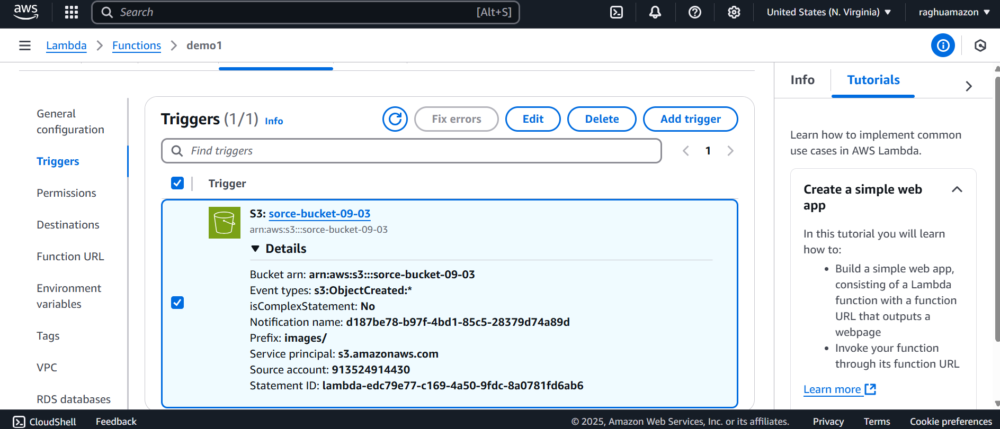 aws
Search
[Alt+S]
United States (N. Virginia)
raghuamazon
Lambda
Functions
demo1
General
configuration
Triggers
Permissions
Destinations
Function URL
Environment
variables
Tags
VPC
RDS databases
Triggers (1/1) Info
Fix errors
Edit
Delete
Add trigger
Find triggers
1
Trigger
S3: sorce-bucket-09-03
arn:aws:s3:::sorce-bucket-09-03
Details
Bucket arn: arn:aws:s3:::sorce-bucket-09-03
Event types: s3:ObjectCreated:*
isComplexStatement: No
Notification name: d187be78-b97f-4bd1-85c5-28379d74a89d
Prefix: images/
Service principal: s3.amazonaws.com
Source account: 913524914430
Statement ID: lambda-edc79e77-c169-4a50-9fdc-8a0781fd6ab6
Info
Tutorials
Learn how to implement common
use cases in AWS Lambda.
Create a simple web
app
In this tutorial you will learn
how to:
• Build a simple web app,
consisting of a Lambda
function with a function
URL that outputs a
webpage
• Invoke your function
through its function URL
Learn more
CloudShell
Feedback
© 2025, Amazon Web Services, Inc. or its affiliates.
Privacy
Terms
Cookie preferences